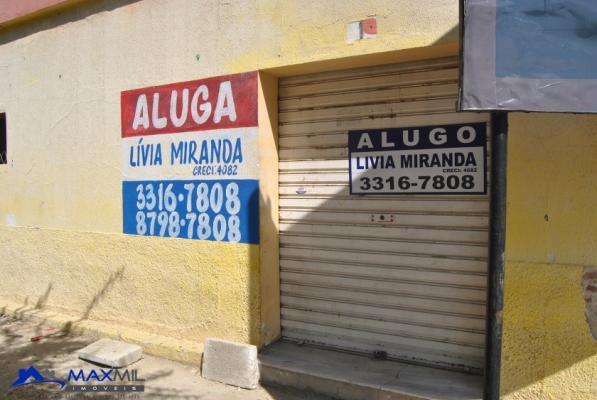 ALUGA
LÍVIA MIRANDA
CRECI: 4082
3316-7808
8798-7808
ALUGO
LIVIA MIRANDA
CRECI: 4082
3316-7808
MAXMIL
IMÓVEIS